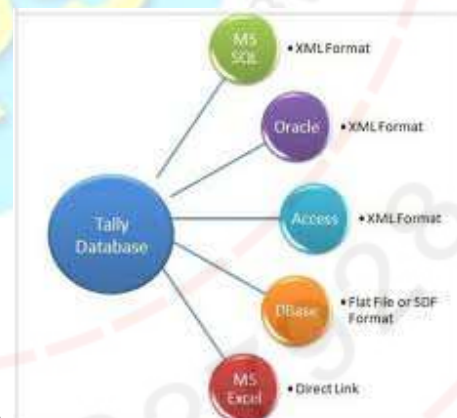 MS
SQL
• XML Format
Oracle
• XML Format
Tally
Database
Access
• XML Format
DBase
• Flat File or SDF
Format
MS
Excel
• Direct Link